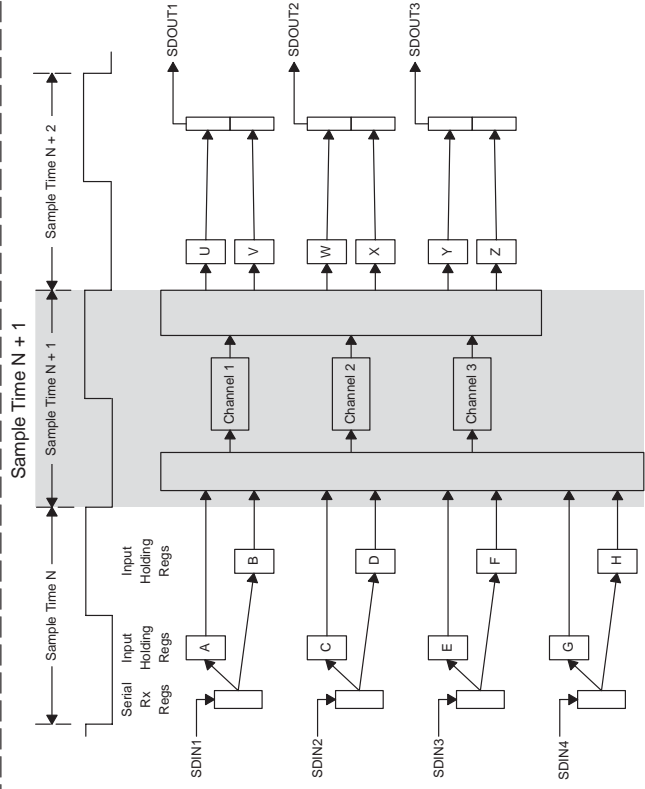 Sample Time N + 1
Sample Time N
Sample Time N + 1
Sample Time N + 2
Serial
Rx
Regs
Input
Holding
Regs
Input
Holding
Regs
SDIN1
A
B
Channel 1
U
V
SDOUT1
SDIN2
C
D
Channel 2
W
X
SDOUT2
SDIN3
E
F
Channel 3
Y
Z
SDOUT3
SDIN4
G
H